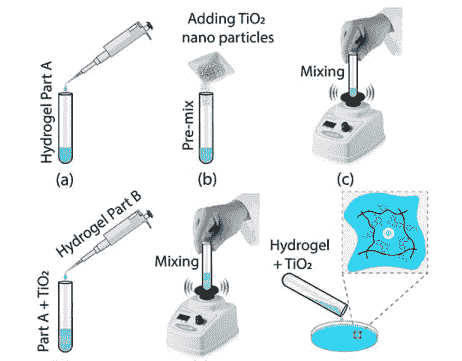 Hydrogel Part A
Adding TiO₂
nano particles
Pre-mix
Mixing
(a)
(b)
(c)
Part A + TiO₂
Hydrogel Part B
Mixing
Hydrogel
+ TiO₂